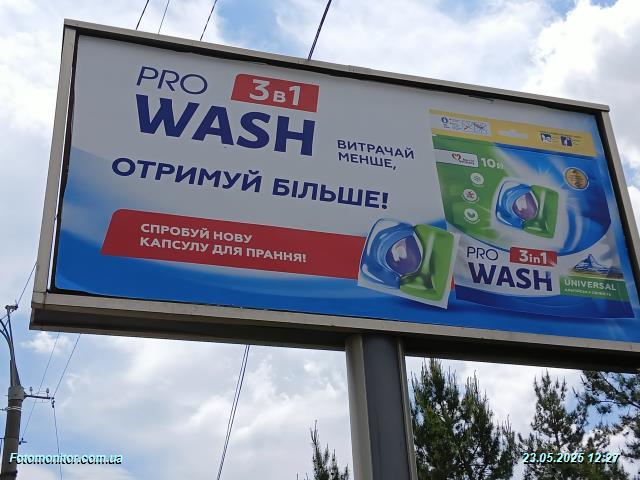 PRO
3в1
WASH
ВИТРАЧАЙ
МЕНШЕ,
ОТРИМУЙ БІЛЬШЕ!
СПРОБУЙ НОВУ
КАПСУЛУ ДЛЯ ПРАННЯ!
10
PRO
3in1
WASH
UNIVERSAL
Fotomonitor.com.ua
23.05.2025 12:27